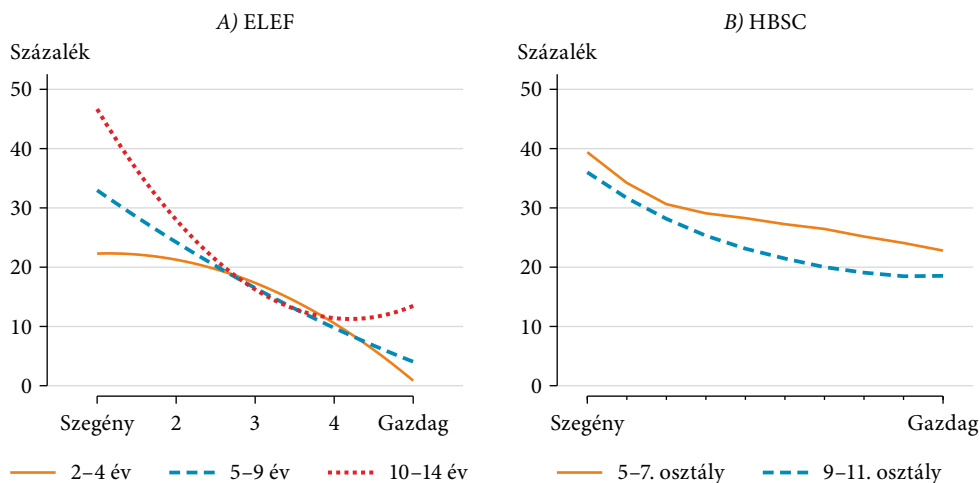 A) ELEF
Százalék
50
40
30
20
10
0
Szegény 2 3 4 Gazdag
2–4 év 5–9 év 10–14 év
B) HBSC
Százalék
50
40
30
20
10
0
Szegény Gazdag
5–7. osztály 9–11. osztály